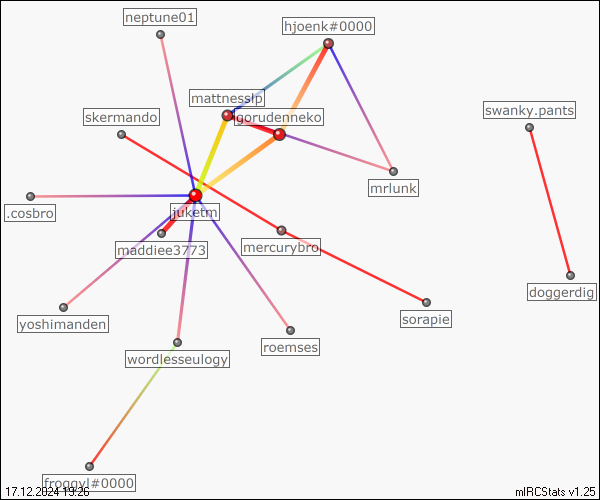 neptune01
hjoenk#0000
mattnesslp
skermando
gorudenneko
swanky.pants
mrlunk
.cosbro
juketm
maddiee3773
mercurybro
doggerdig
yoshimanden
sorapie
roemses
wordlesseulogy
froggyl#0000
17.12.2024 19:26
mIRCStats v1.25